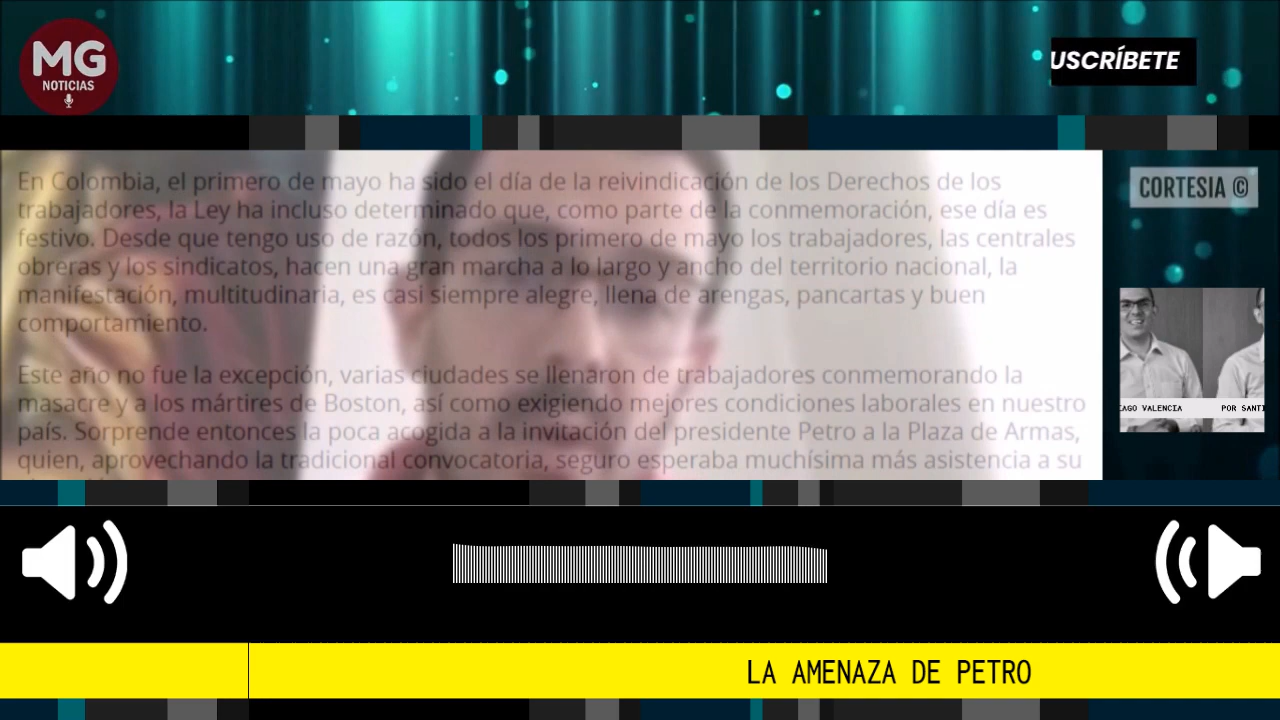 MG
NOTICIAS
USCRÍBETE
CORTESIA ©
En Colombia, el primero de mayo ha sido el día de la reivindicación de los Derechos de los
trabajadores, la Ley ha incluso determinado que, como parte de la conmemoración, ese día es
festivo. Desde que tengo uso de razón, todos los primero de mayo los trabajadores, las centrales
obreras y los sindicatos, hacen una gran marcha a lo largo y ancho del territorio nacional, la
manifestación, multitudinaria, es casi siempre alegre, llena de arengas, pancartas y buen
comportamiento.
Este año no fue la excepción, varias ciudades se llenaron de trabajadores conmemorando la
masacre y a los mártires de Boston, así como exigiendo mejores condiciones laborales en nuestro
país. Sorprende entonces la poca acogida a la invitación del presidente Petro a la Plaza de Armas,
quien, aprovechando la tradicional convocatoria, seguro esperaba muchísima más asistencia a su
IAGO VALENCIA POR SANTI
LA AMENAZA DE PETRO